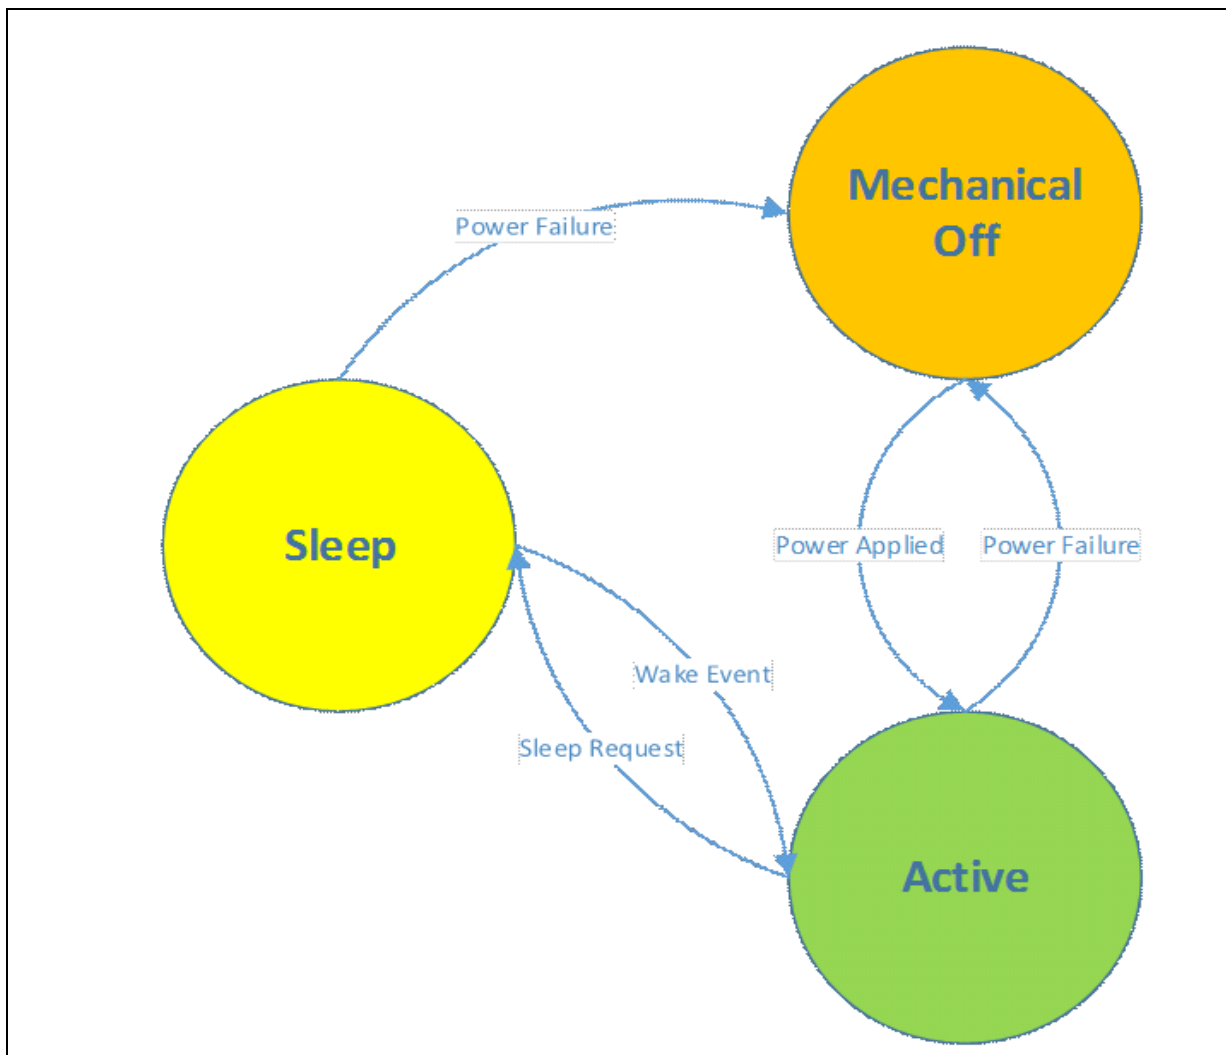 Mechanical
Off
Power Failure
Sleep
Power Applied
Power Failure
Wake Event
Sleep Request
Active